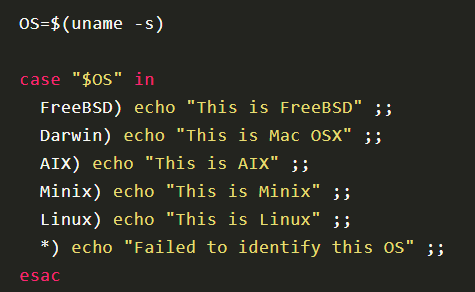 OS=$(uname -s)

case "$OS" in
  FreeBSD) echo "This is FreeBSD" ;;
  Darwin) echo "This is Mac OSX" ;;
  AIX) echo "This is AIX" ;;
  Minix) echo "This is Minix" ;;
  Linux) echo "This is Linux" ;;
  *) echo "Failed to identify this OS" ;;
esac